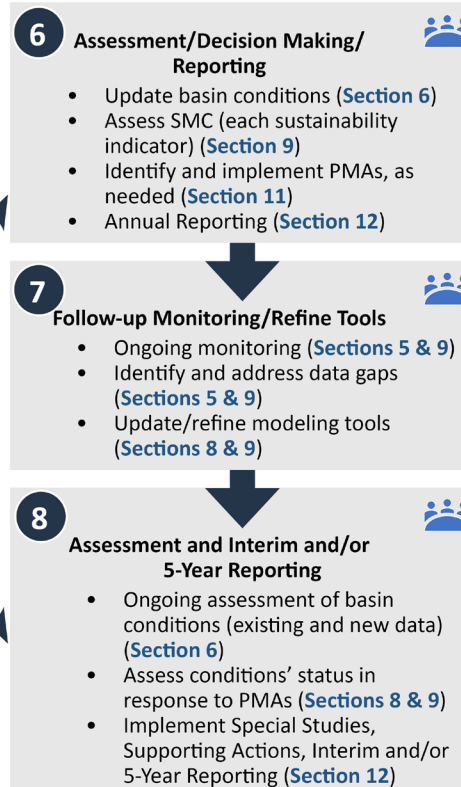 6
Assessment/Decision Making/
Reporting
• Update basin conditions (Section 6)
• Assess SMC (each sustainability
indicator) (Section 9)
• Identify and implement PMAs, as
needed (Section 11)
• Annual Reporting (Section 12)
7
Follow-up Monitoring/Refine Tools
• Ongoing monitoring (Sections 5 & 9)
• Identify and address data gaps
(Sections 5 & 9)
• Update/refine modeling tools
(Sections 8 & 9)
8
Assessment and Interim and/or
5-Year Reporting
• Ongoing assessment of basin
conditions (existing and new data)
(Section 6)
• Assess conditions’ status in
response to PMAs (Sections 8 & 9)
• Implement Special Studies,
Supporting Actions, Interim and/or
5-Year Reporting (Section 12)